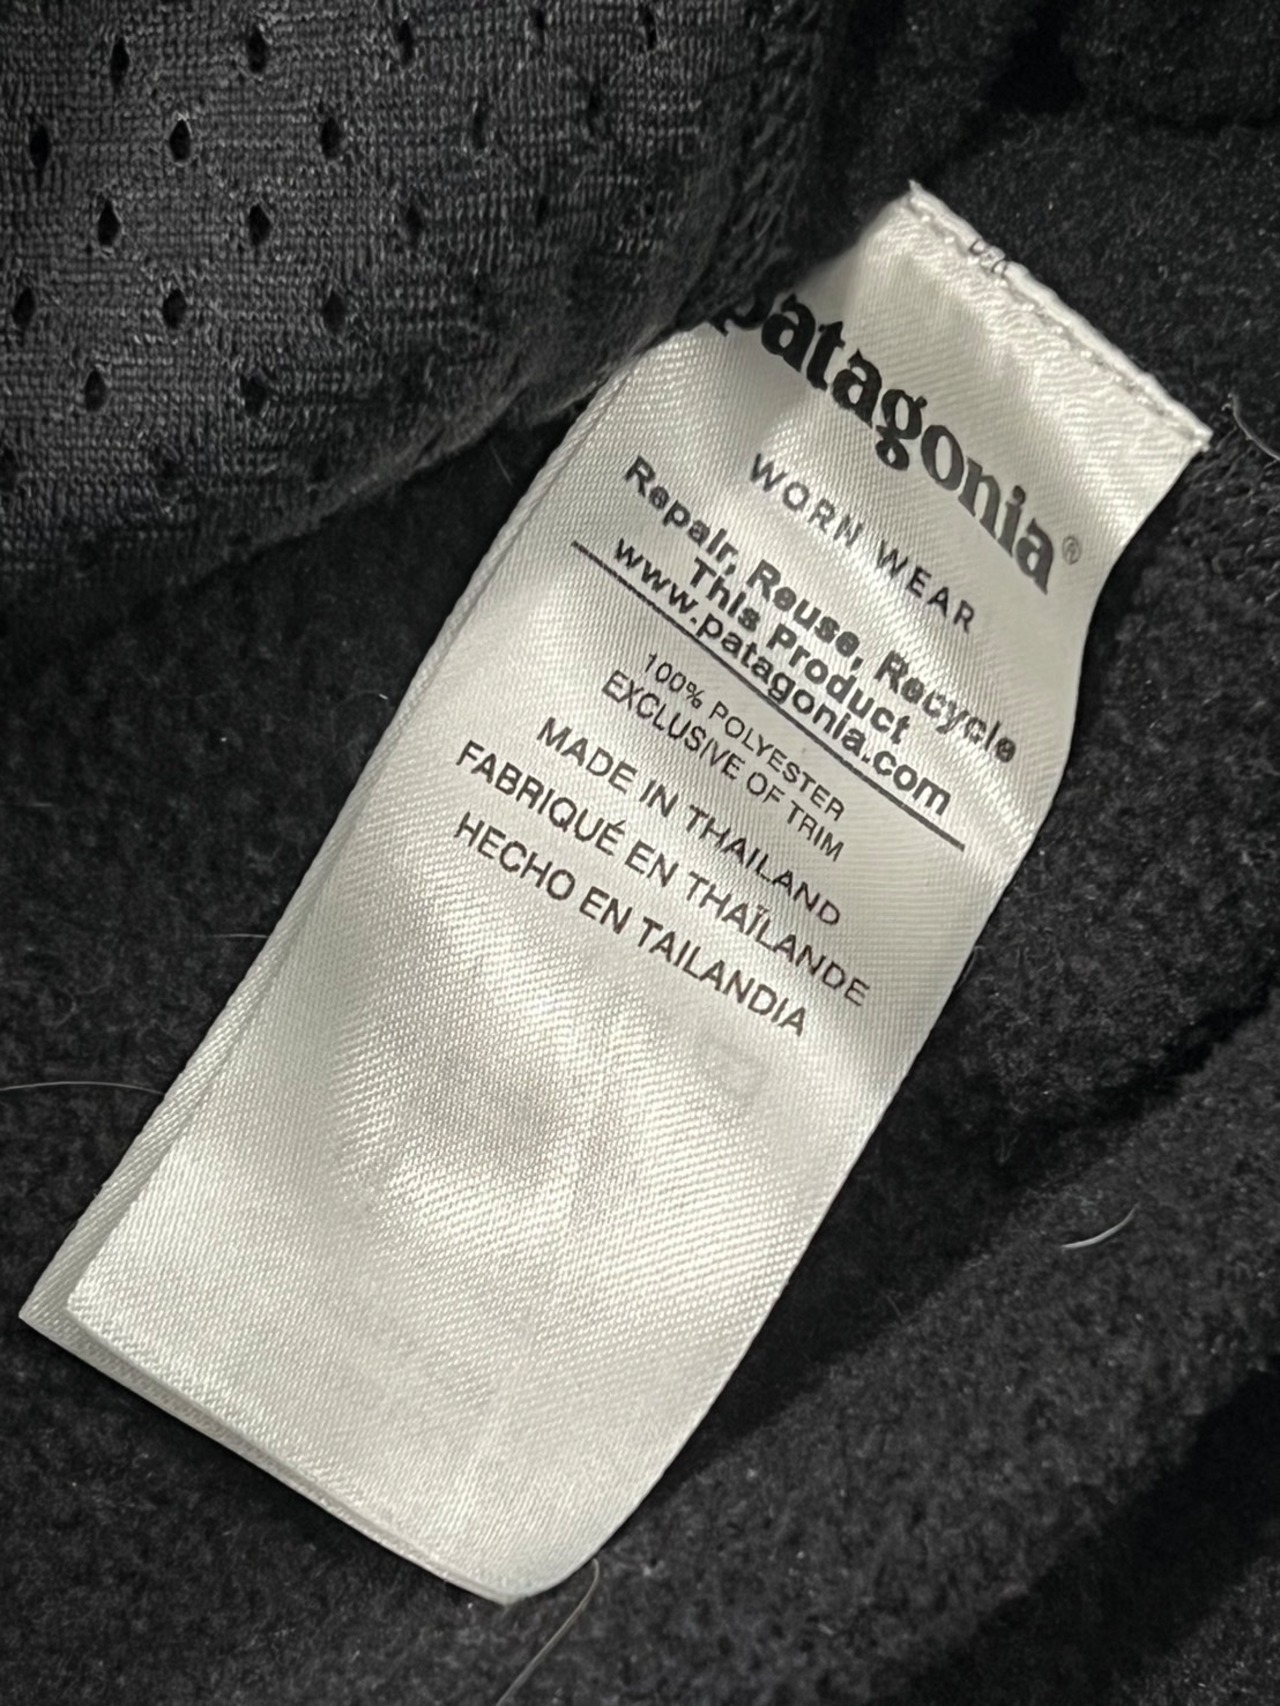 patagonia®
WORN WEAR
Repair, Reuse, Recycle
This Product
www.patagonia.com
100% POLYESTER
EXCLUSIVE OF TRIM
MADE IN THAILAND
FABRIQUÉ EN THAÏLANDE
HECHO EN TAILANDIA